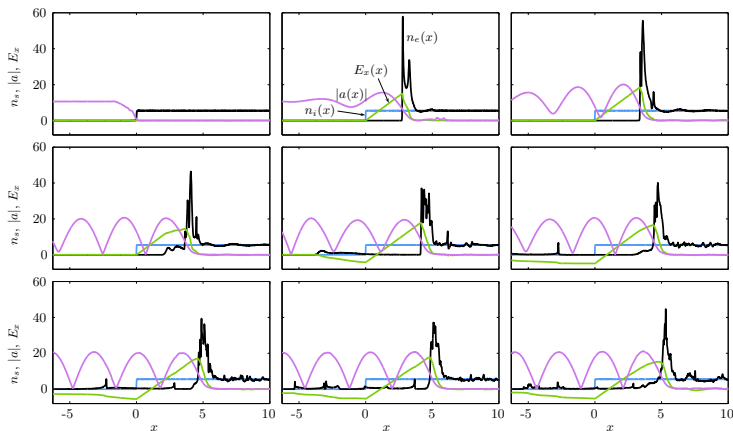 60
40
20
0
n_s, |a|, E_x
n_e(x)
E_x(x)
|a(x)|
n_i(x)
60
40
20
0
n_s, |a|, E_x
60
40
20
0
n_s, |a|, E_x
-5 0 5 10
-5 0 5 10
-5 0 5 10
x x x